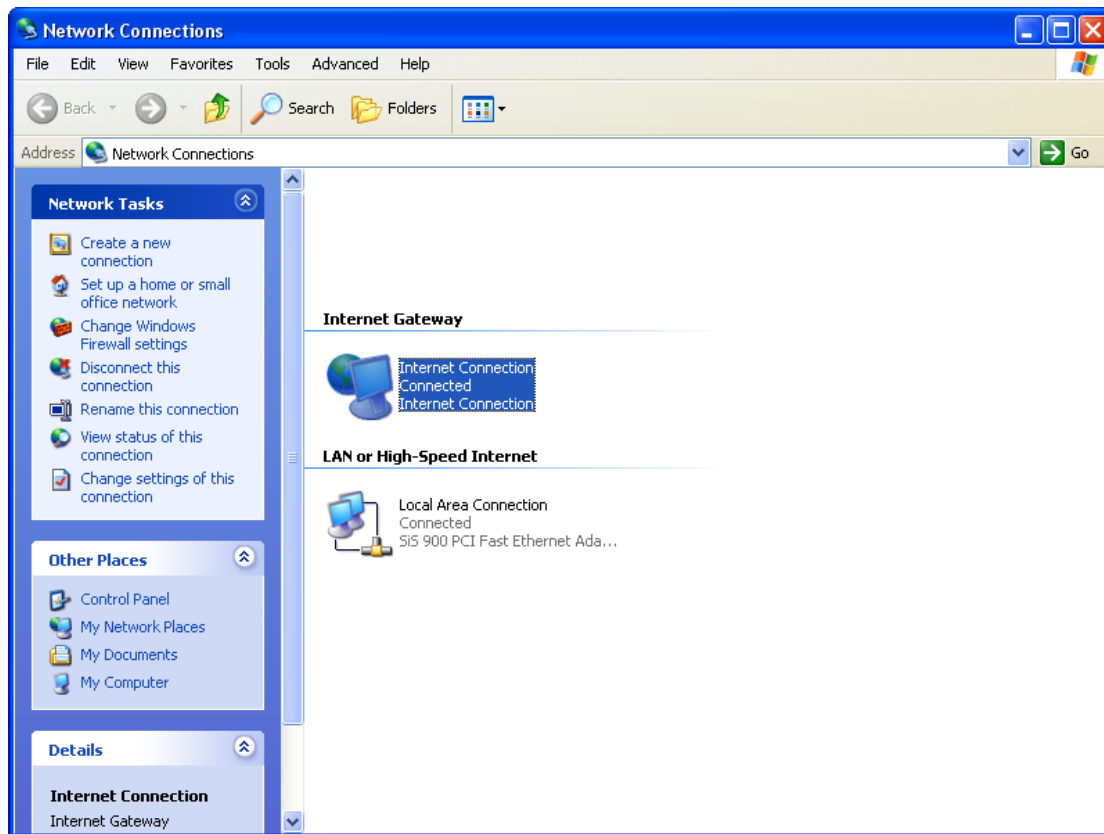 Network Connections
File Edit View Favorites Tools Advanced Help
Back Search Folders
Address Network Connections Go
Network Tasks
Create a new
connection
Set up a home or small
office network
Change Windows
Firewall settings
Disconnect this
connection
Rename this connection
View status of this
connection
Change settings of this
connection
Other Places
Control Panel
My Network Places
My Documents
My Computer
Details
Internet Connection
Internet Gateway
Internet Gateway
Internet Connection
Connected
Internet Connection
LAN or High-Speed Internet
Local Area Connection
Connected
SiS 900 PCI Fast Ethernet Ada...